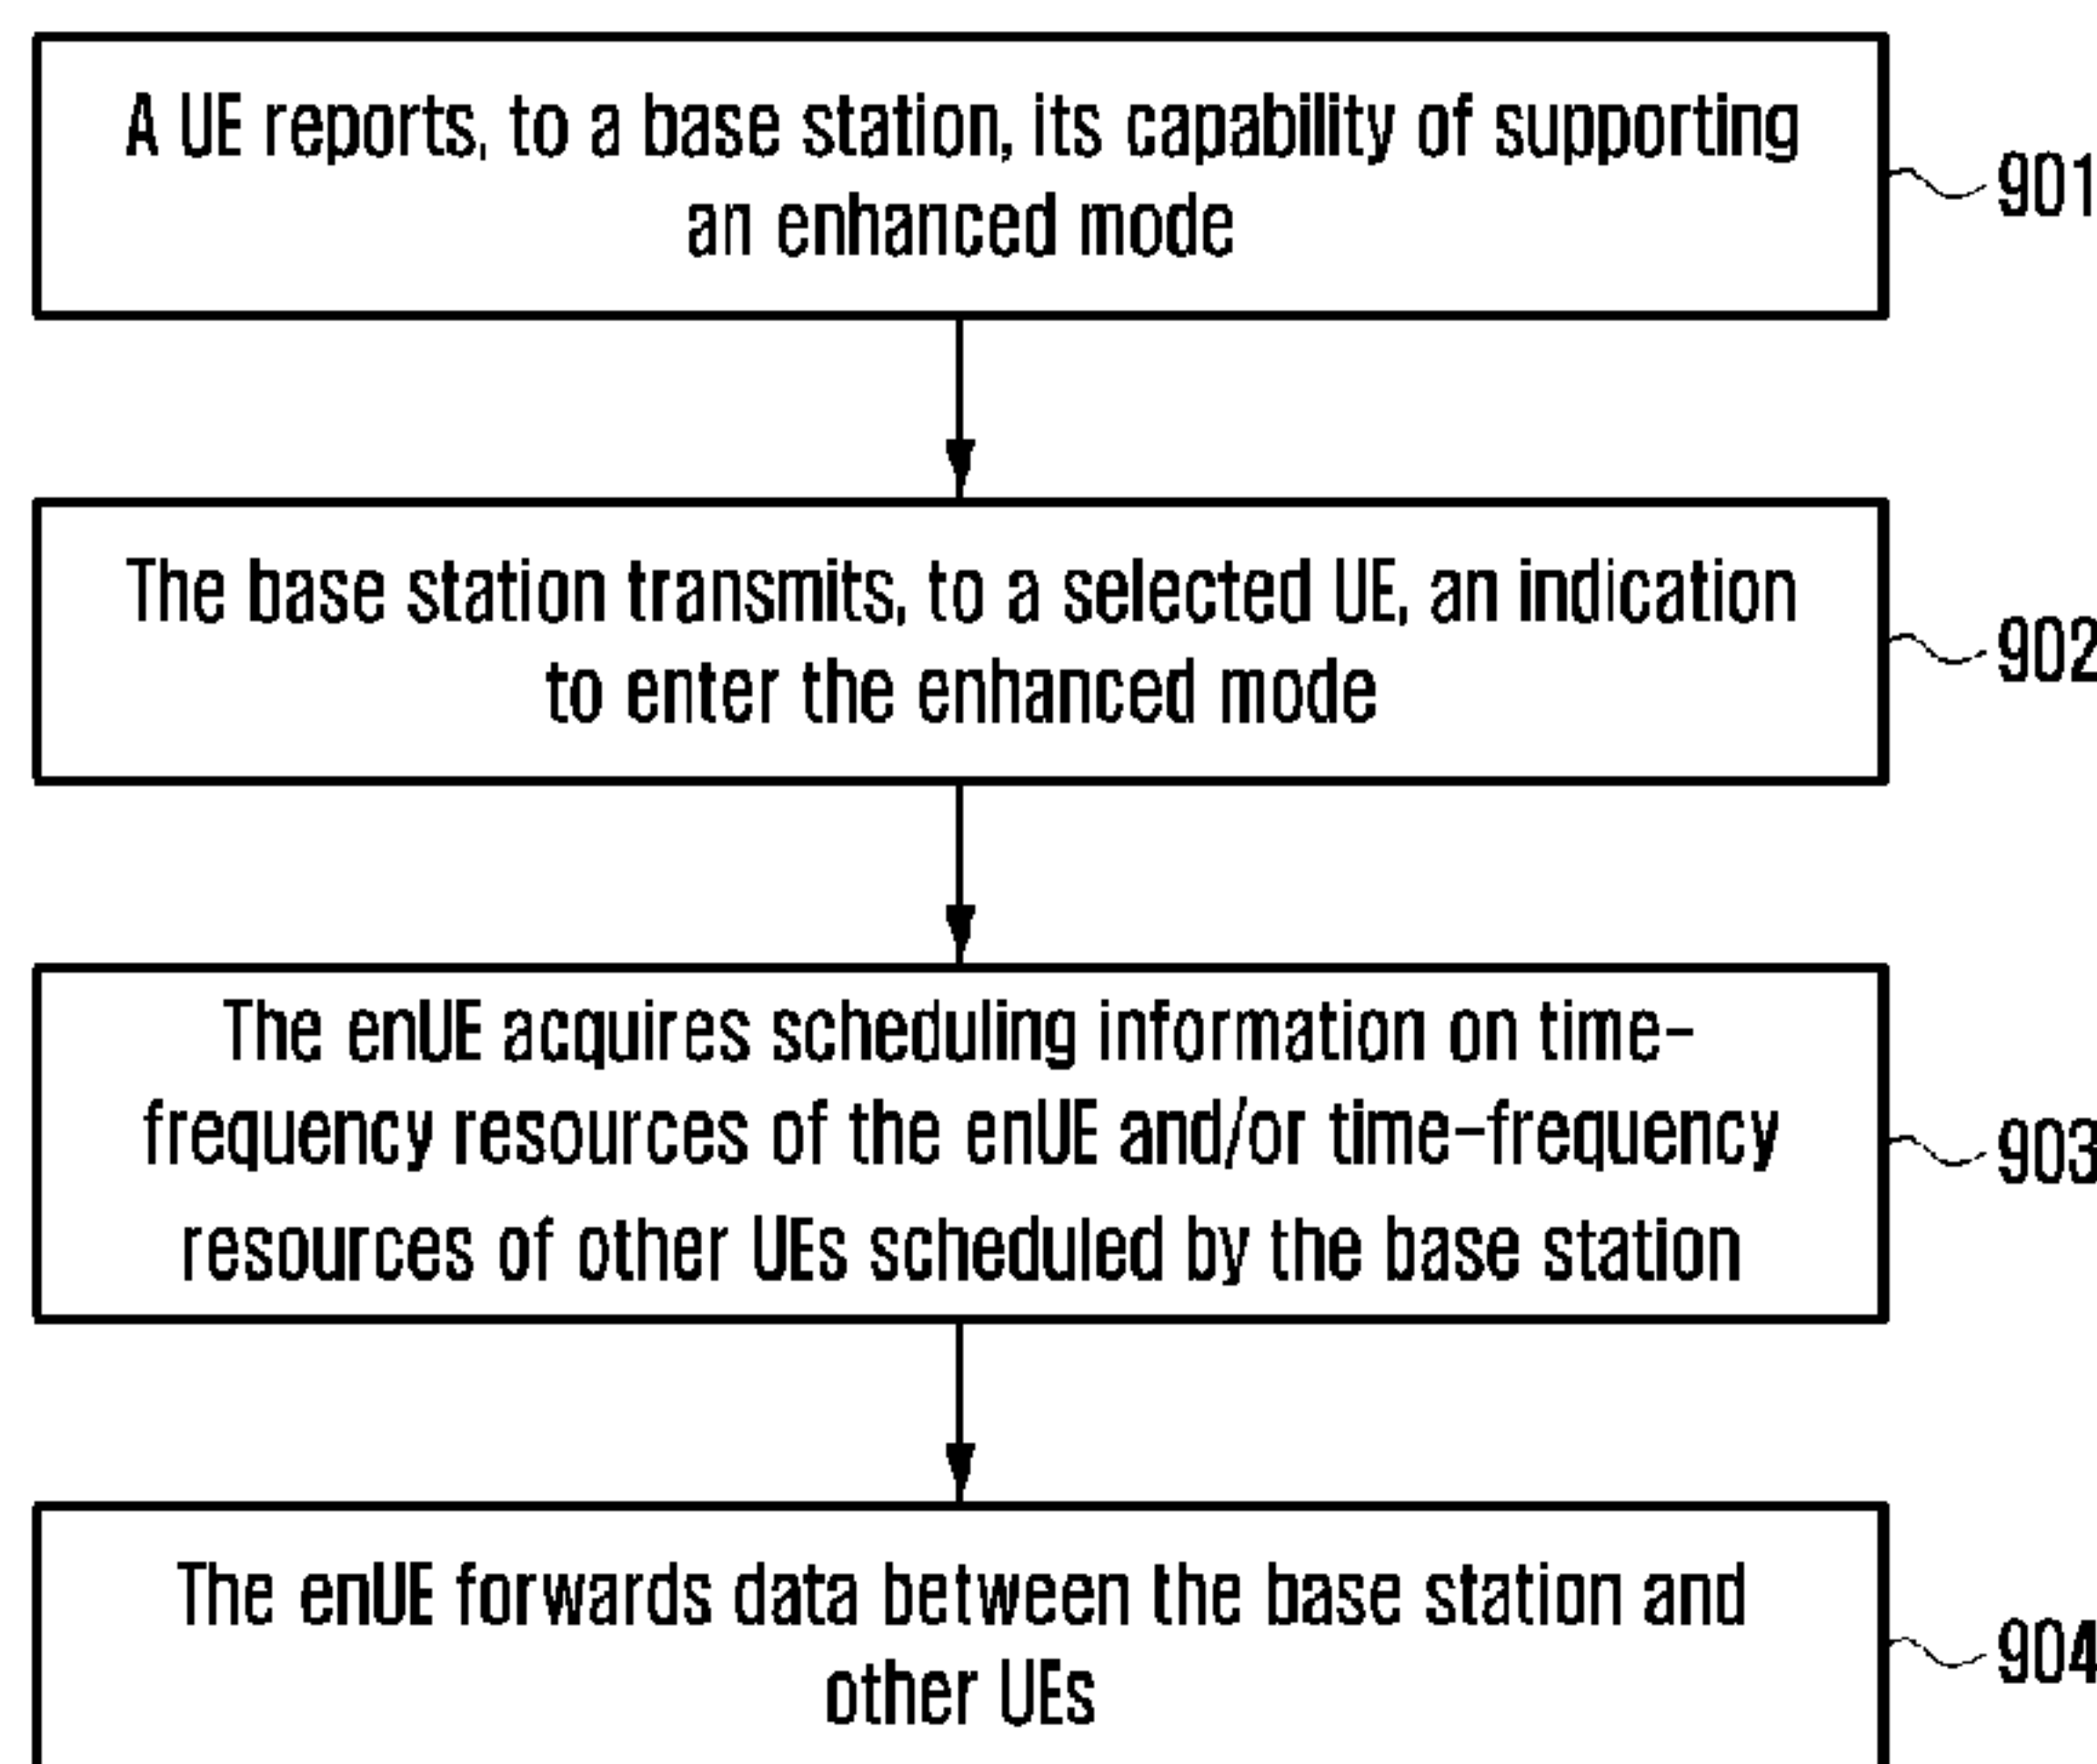 A UE reports, to a base station, its capability of supporting
an enhanced mode
901
The base station transmits, to a selected UE, an indication
to enter the enhanced mode
902
The enUE acquires scheduling information on time-
frequency resources of the enUE and/or time-frequency
resources of other UEs scheduled by the base station
903
The enUE forwards data between the base station and
other UEs
904